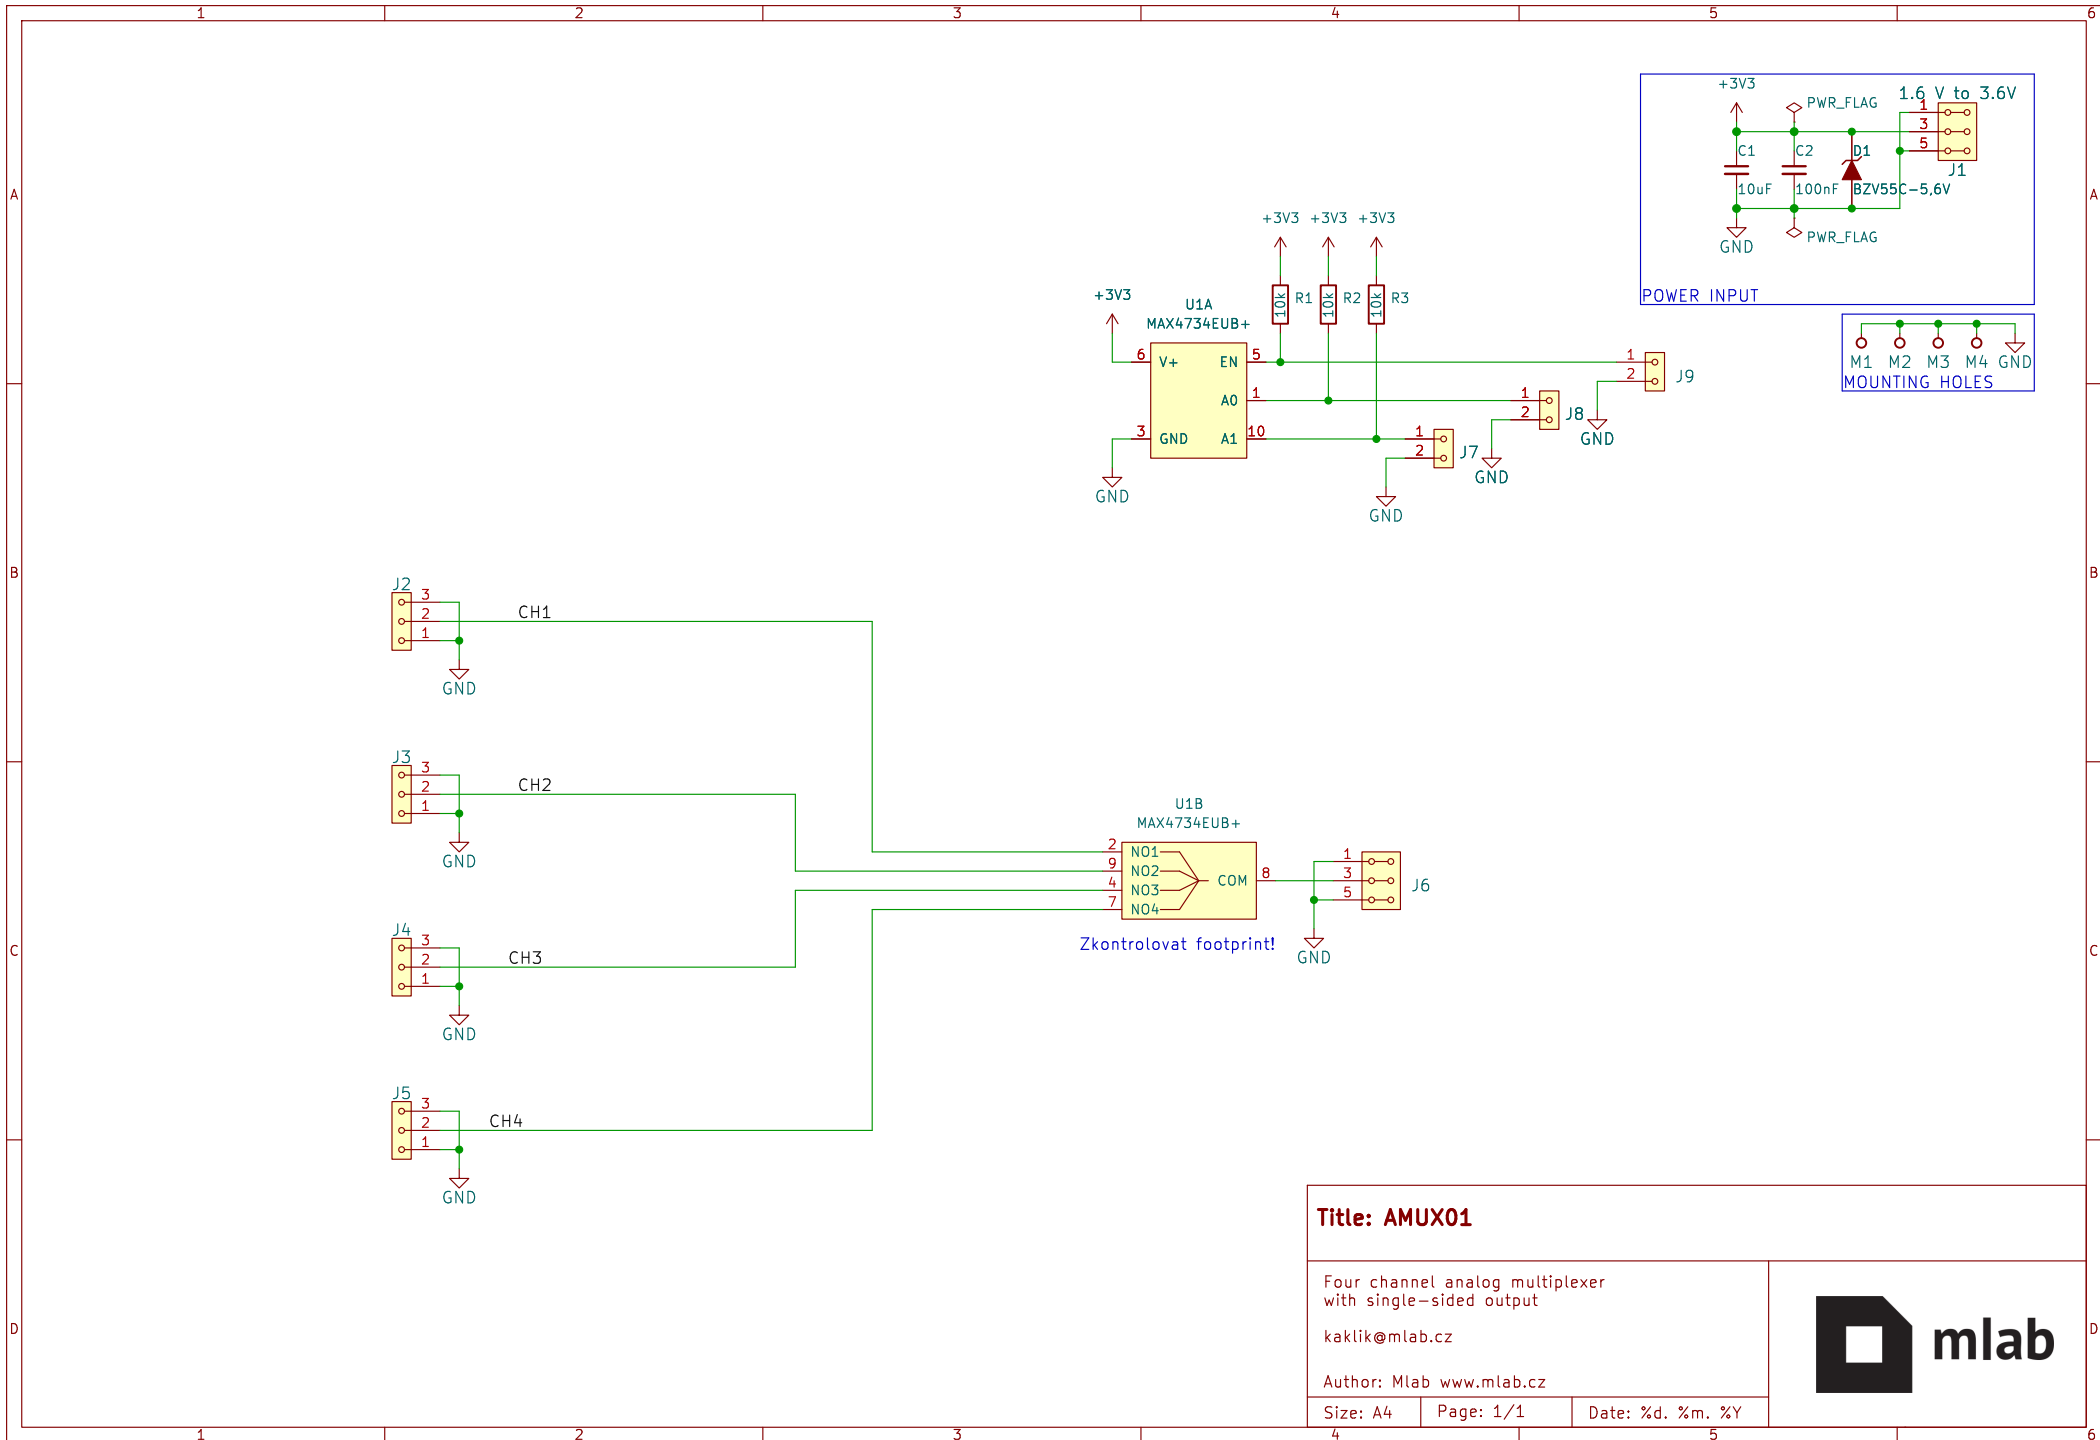 1 2 3 4 5 6
+3V3
PWR_FLAG
1.6 V to 3.6V
1
3
5
J1
C1
10uF
C2
100nF
D1
BZV55C-5,6V
GND
PWR_FLAG
POWER INPUT
A
A
+3V3 +3V3 +3V3
10k R1
10k R2
10k R3
+3V3
U1A
MAX4734EUB+
6 V+ EN 5
A0 1
3 GND A1 10
GND
1
2
J9
GND
1
2
J8
GND
1
2
J7
GND
M1 M2 M3 M4 GND
MOUNTING HOLES
B
B
J2
3
2
1
CH1
GND
J3
3
2
1
CH2
GND
U1B
MAX4734EUB+
2 NO1
9 NO2
4 NO3
7 NO4
COM 8
1
3
5
J6
GND
Zkontrolovat footprint!
C
C
J4
3
2
1
CH3
GND
J5
3
2
1
CH4
GND
D
D
Title: AMUX01
Four channel analog multiplexer
with single-sided output
kaklik@mlab.cz
Author: Mlab www.mlab.cz
Size: A4
Page: 1/1
Date: %d. %m. %Y
mlab
1 2 3 4 5 6